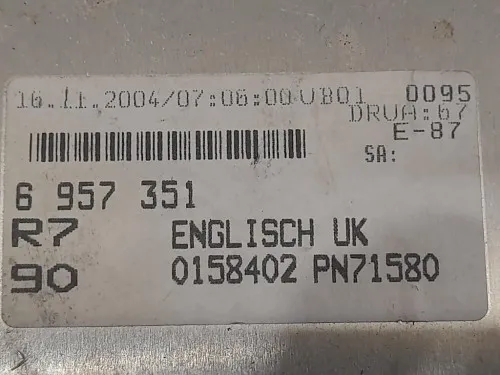 16.11.2004/07:06:00 VB01 0095
DRVA:67
E-87
SA:
6 957 351
R7 ENGLISCH UK
90 0158402 PN71580